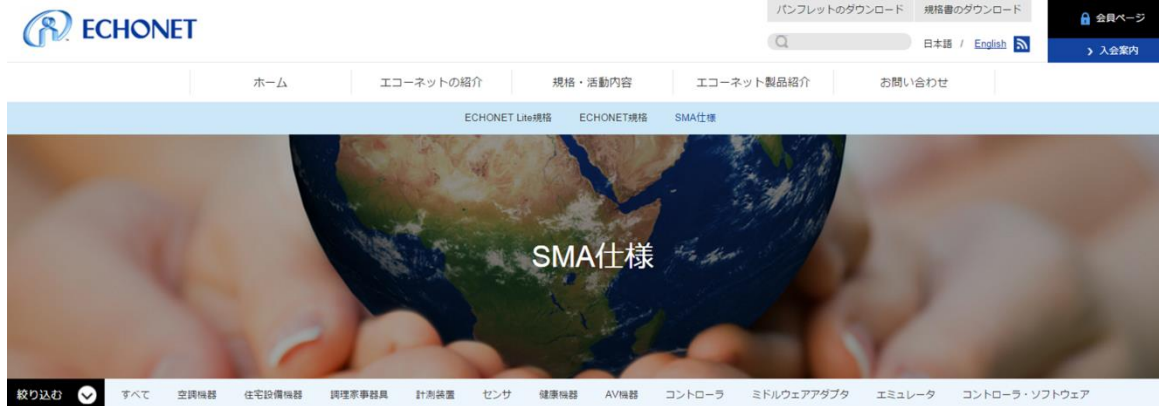 ECHONET
パンフレットのダウンロード 規格書のダウンロード
会員ページ
日本語 / English
入会案内
ホーム エコーネットの紹介 規格・活動内容 エコーネット製品紹介 お問い合わせ
ECHONET Lite規格 ECHONET規格 SMA仕様
SMA仕様
絞り込む すべて 空調機器 住宅設備機器 調理家事器具 計測装置 センサ 健康機器 AV機器 コントローラ ミドルウェアアダプタ エミュレータ コントローラ・ソフトウェア